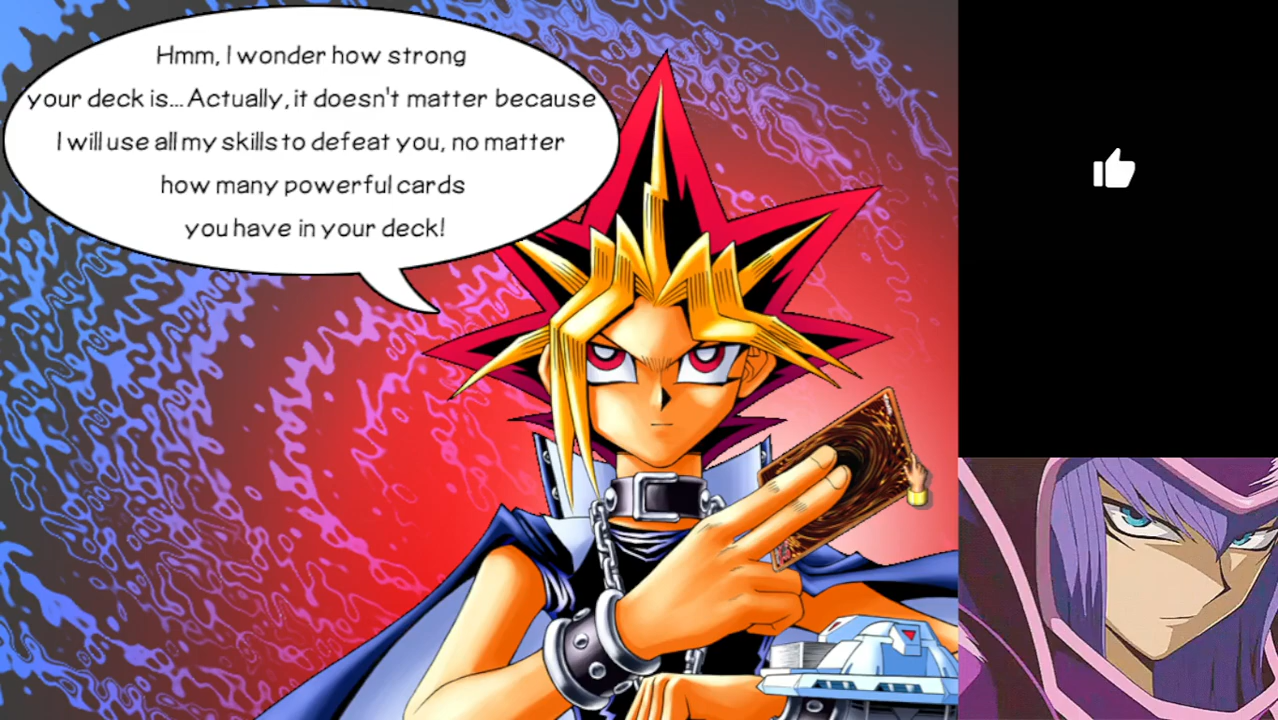 Hmm, I wonder how strong
your deck is... Actually, it doesn't matter because
I will use all my skills to defeat you, no matter
how many powerful cards
you have in your deck!